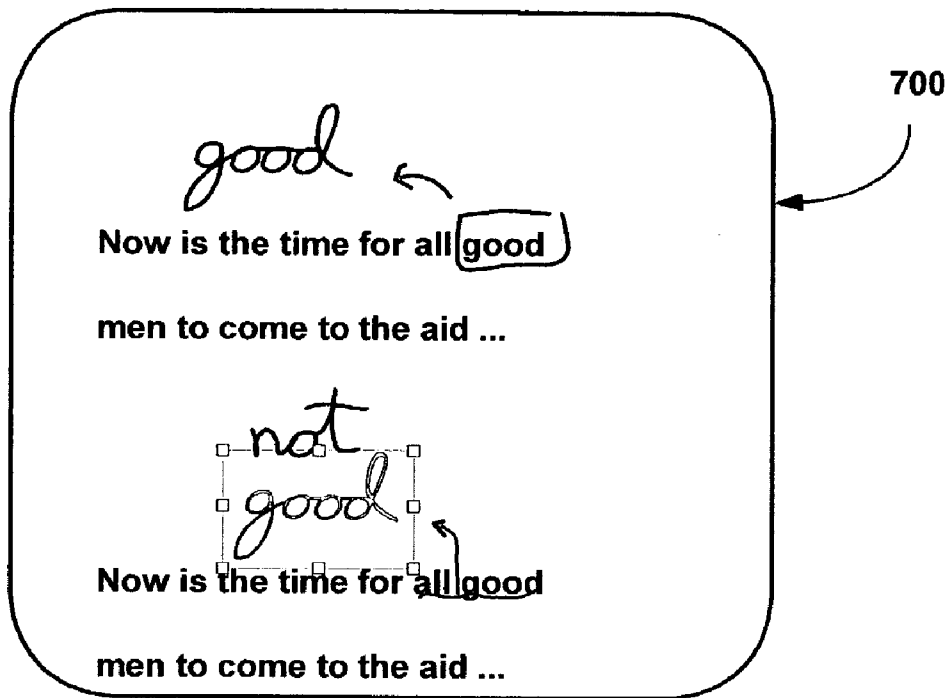 700
good
Now is the time for all good
men to come to the aid ...
not
good
Now is the time for all good
men to come to the aid ...